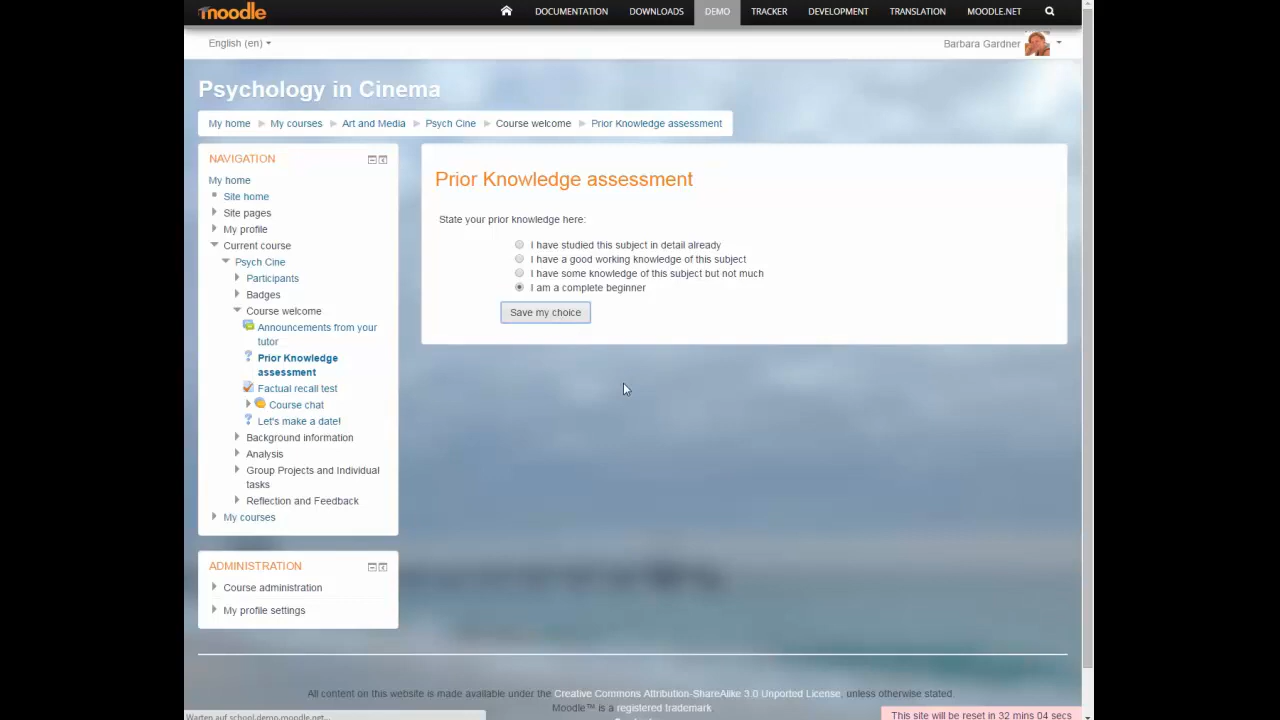 moodle
DOCUMENTATION DOWNLOADS DEMO TRACKER DEVELOPMENT TRANSLATION MOODLE.NET
English (en)
Barbara Gardner
Psychology in Cinema
My home My courses Art and Media Psych Cine Course welcome Prior Knowledge assessment
NAVIGATION
My home
Site home
Site pages
My profile
Current course
Psych Cine
Participants
Badges
Course welcome
Announcements from your
tutor
Prior Knowledge
assessment
Factual recall test
Course chat
Let's make a date!
Background information
Analysis
Group Projects and Individual
tasks
Reflection and Feedback
My courses
ADMINISTRATION
Course administration
My profile settings
Prior Knowledge assessment
State your prior knowledge here:
I have studied this subject in detail already
I have a good working knowledge of this subject
I have some knowledge of this subject but not much
I am a complete beginner
Save my choice
All content on this website is made available under the Creative Commons Attribution-ShareAlike 3.0 Unported License, unless otherwise stated.
Moodle™ is a registered trademark
Warten auf school.demo.moodle.net...
This site will be reset in 32 mins 04 secs